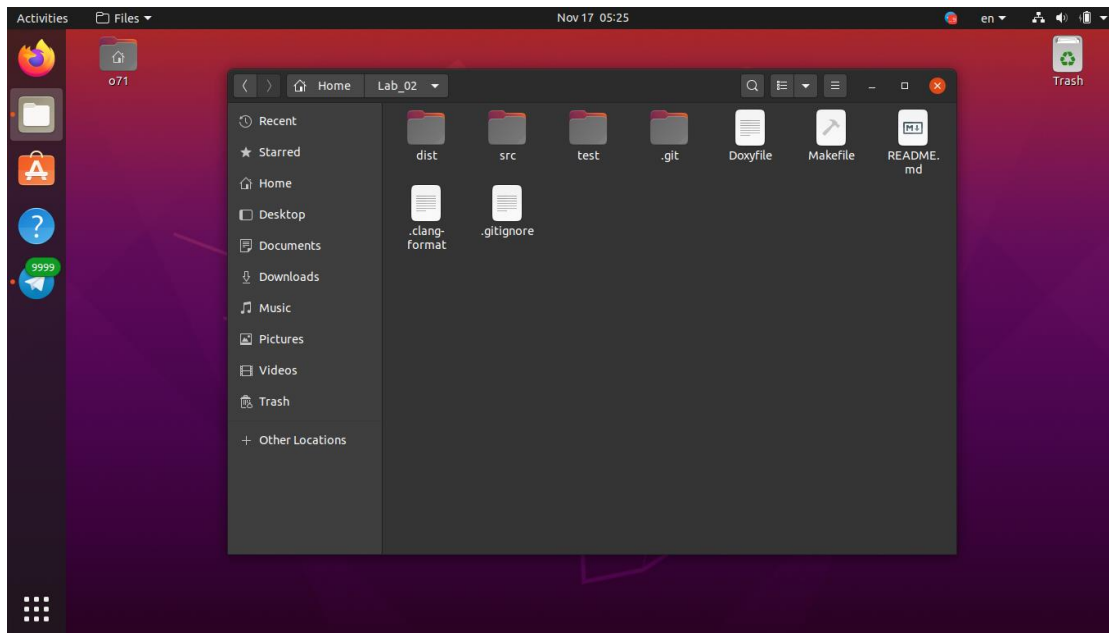 Activities
Files
Nov 17 05:25
en
o71
Trash
9999
Home
Lab_02
Recent
Starred
Home
Desktop
Documents
Downloads
Music
Pictures
Videos
Trash
Other Locations
dist
src
test
.git
Doxyfile
Makefile
README.
md
.clang-
format
.gitignore